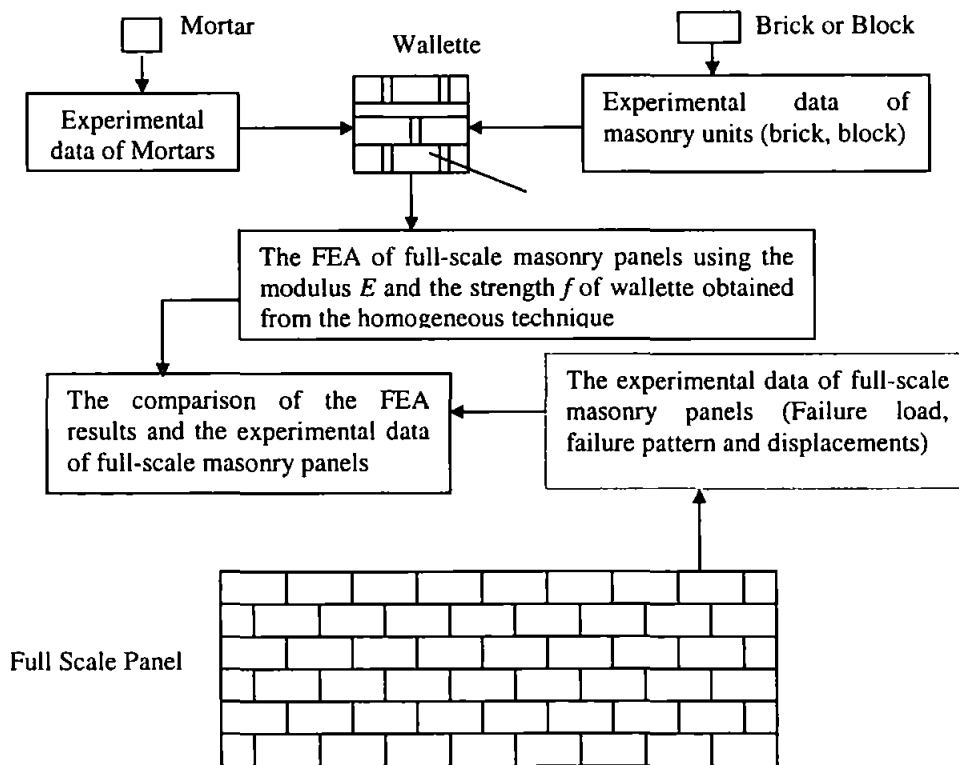 Mortar
Wallette
Brick or Block
Experimental
data of Mortars
Experimental data of
masonry units (brick, block)
The FEA of full-scale masonry panels using the
modulus E and the strength f of wallette obtained
from the homogeneous technique
The comparison of the FEA
results and the experimental data
of full-scale masonry panels
The experimental data of full-scale
masonry panels (Failure load,
failure pattern and displacements)
Full Scale Panel